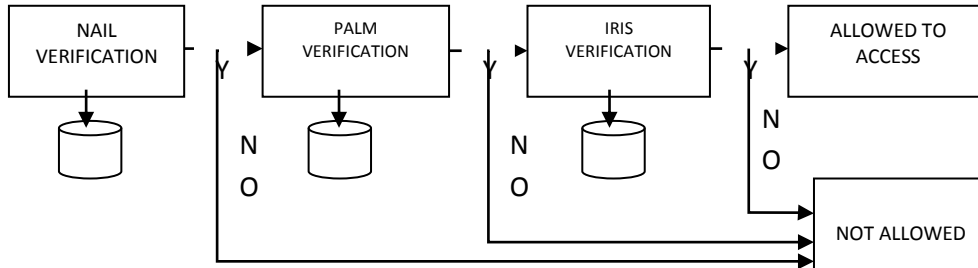 NAIL
VERIFICATION
Y
PALM
VERIFICATION
Y
IRIS
VERIFICATION
Y
ALLOWED TO
ACCESS
N
O
N
O
N
O
NOT ALLOWED